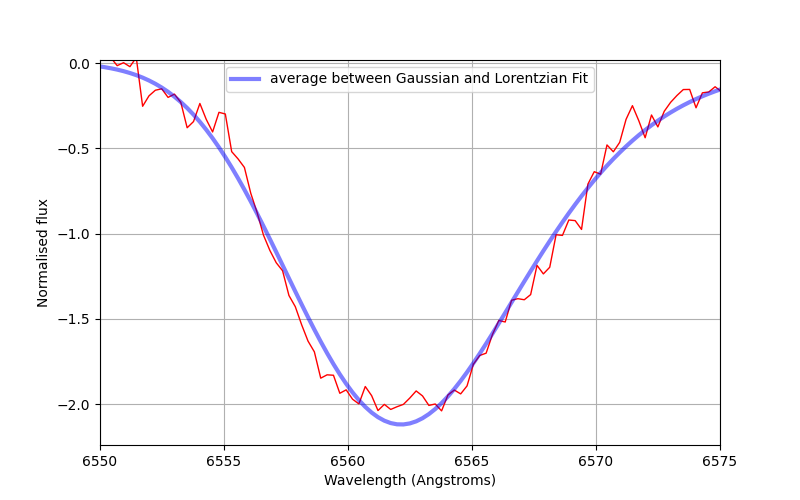 average between Gaussian and Lorentzian Fit
Normalised flux
0.0
−0.5
−1.0
−1.5
−2.0
6550 6555 6560 6565 6570 6575
Wavelength (Angstroms)